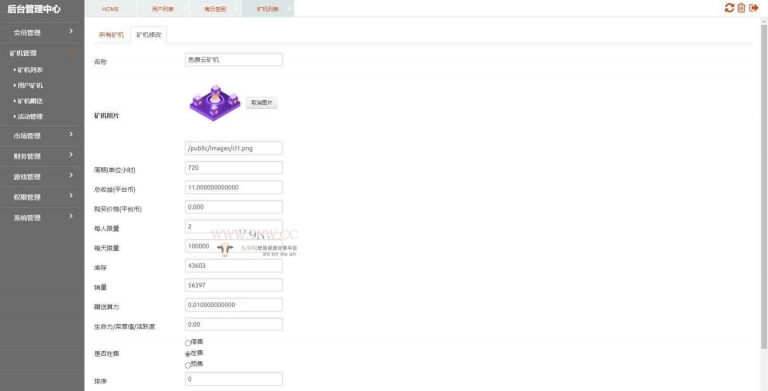 后台管理中心
HOME
用户列表
每日签到
矿机列表
会员管理
矿机管理
矿机列表
用户矿机
矿机赠送
活动管理
市场管理
财务管理
游戏管理
权限管理
系统管理
所有矿机
矿机修改
名称
免费云矿机
矿机照片
取消图片
/public/images/cl1.png
周期(单位小时)
720
总收益(平台币)
11.000000000000
购买价格(平台币)
0.000
每人限量
2
WWW.9NW.CC
每天限量
100000
九牛网|优质资源分享平台
库存
43603
销量
56397
赠送算力
0.010000000000
生命力/荣誉值/活跃度
0.00
是否在售
停售
在售
预售
排序
0